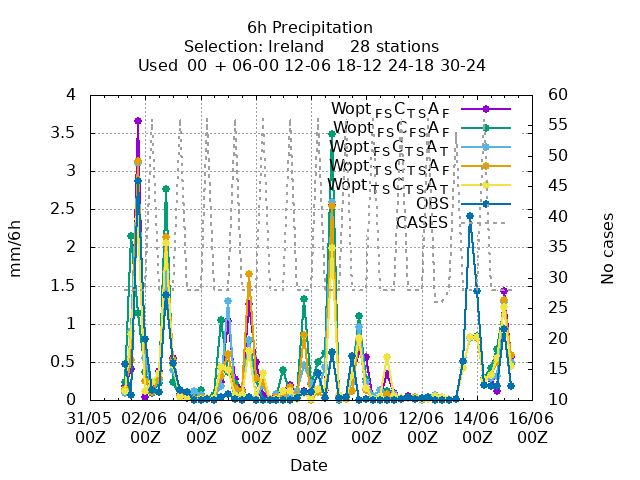 6h Precipitation
Selection: Ireland 28 stations
Used 00 + 06-00 12-06 18-12 24-18 30-24
4 60
3.5 55
3 50
2.5 45
2 40
1.5 35
1 30
0.5 25
0 20
15
10
Wopt FS C TS A F
Wopt FS C FS A F
Wopt FS C TS A T
Wopt TS C TS A F
Wopt TS C TS A T
OBS
CASES
mm/6h
No cases
31/05 02/06 04/06 06/06 08/06 10/06 12/06 14/06 16/06
00Z 00Z 00Z 00Z 00Z 00Z 00Z 00Z 00Z
Date